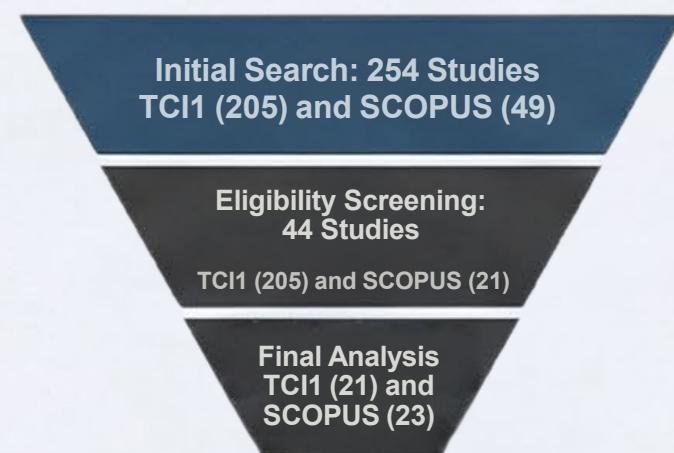 Initial Search: 254 Studies
TCI1 (205) and SCOPUS (49)
Eligibility Screening:
44 Studies
TCI1 (205) and SCOPUS (21)
Final Analysis
TCI1 (21) and
SCOPUS (23)